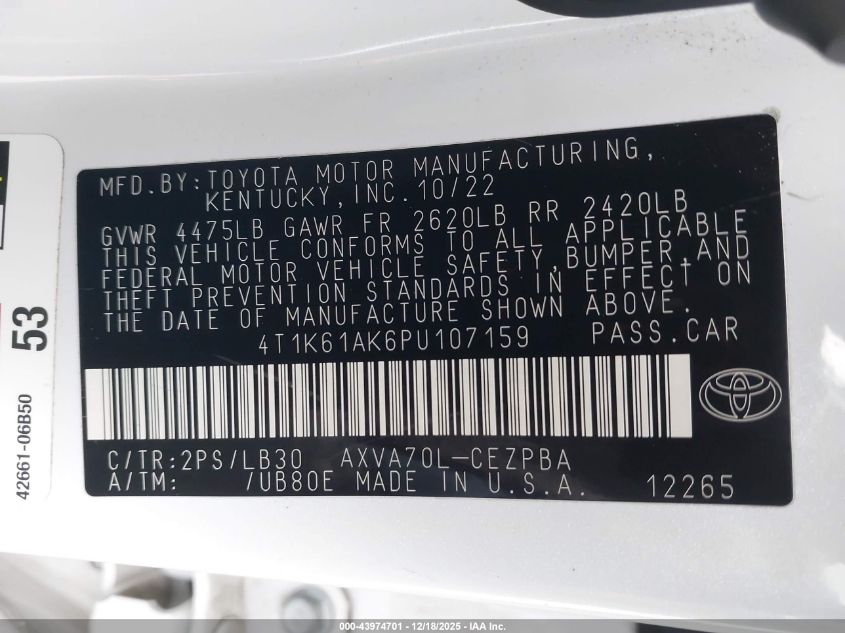 MFD.BY:TOYOTA MOTOR MANUFACTURING,
KENTUCKY,INC.10/22
GVWR 4475LB GAWR FR 2620LB RR 2420LB
THIS VEHICLE CONFORMS TO ALL APPLICABLE
FEDERAL MOTOR VEHICLE SAFETY,BUMPER,AND
THEFT PREVENTION STANDARDS IN EFFECT ON
THE DATE OF MANUFACTURE SHOWN ABOVE.
4T1K61AK6PU107159 PASS.CAR
C/TR:2PS/LB30 AXVA70L-CEZPBA
A/TM: /UB80E MADE IN U.S.A. 12265
53
42661-06B50
000-43974701 - 12/18/2025 - IAA Inc.